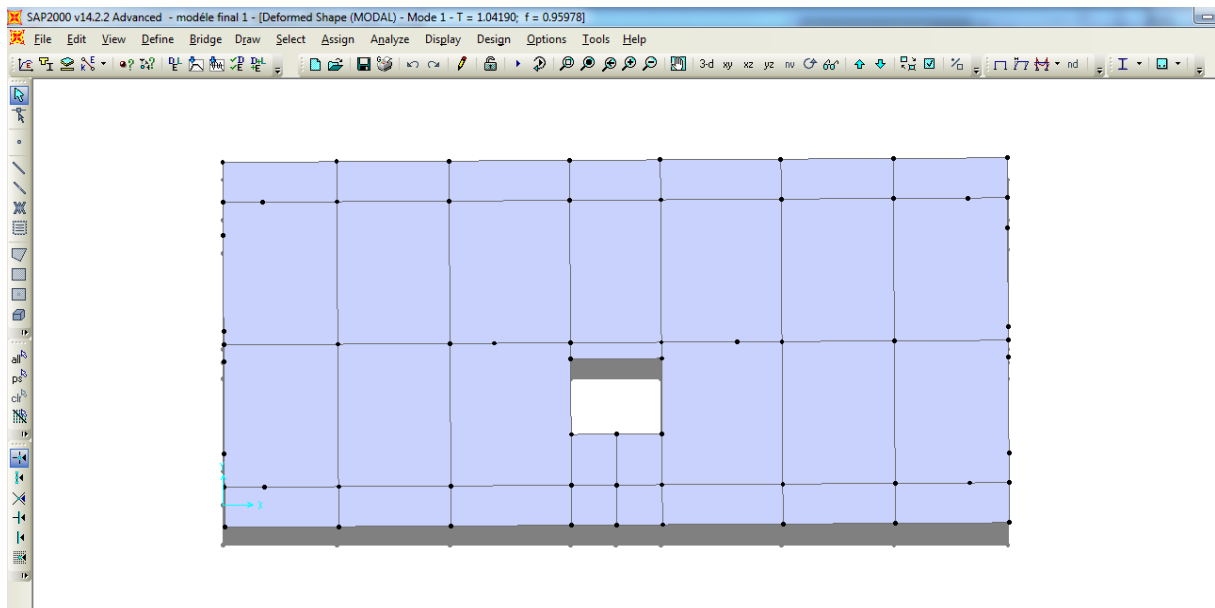 SAP2000 v14.2.2 Advanced - modéle final 1 - [Deformed Shape (MODAL) - Mode 1 - T = 1.04190; f = 0.95978]
File Edit View Define Bridge Draw Select Assign Analyze Display Design Options Tools Help
3-d xy xz yz nv nd
all
ps
clr
Y
X